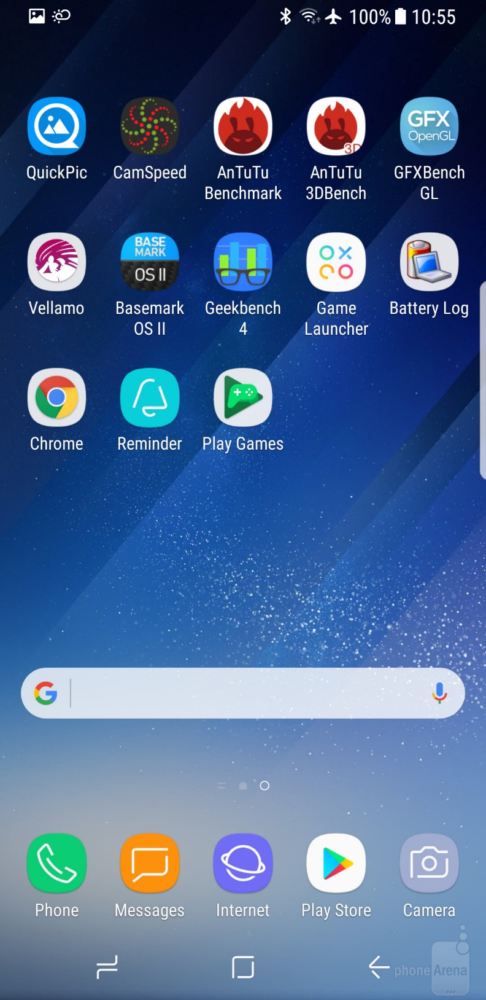 100% 10:55
GFX
OpenGL
3D
QuickPic CamSpeed AnTuTu AnTuTu GFXBench
Benchmark 3DBench GL
BASE
MARK
OS II
Vellamo Basemark Geekbench Game Battery Log
OS II 4 Launcher
Chrome Reminder Play Games
G
Phone Messages Internet Play Store Camera
phoneArena